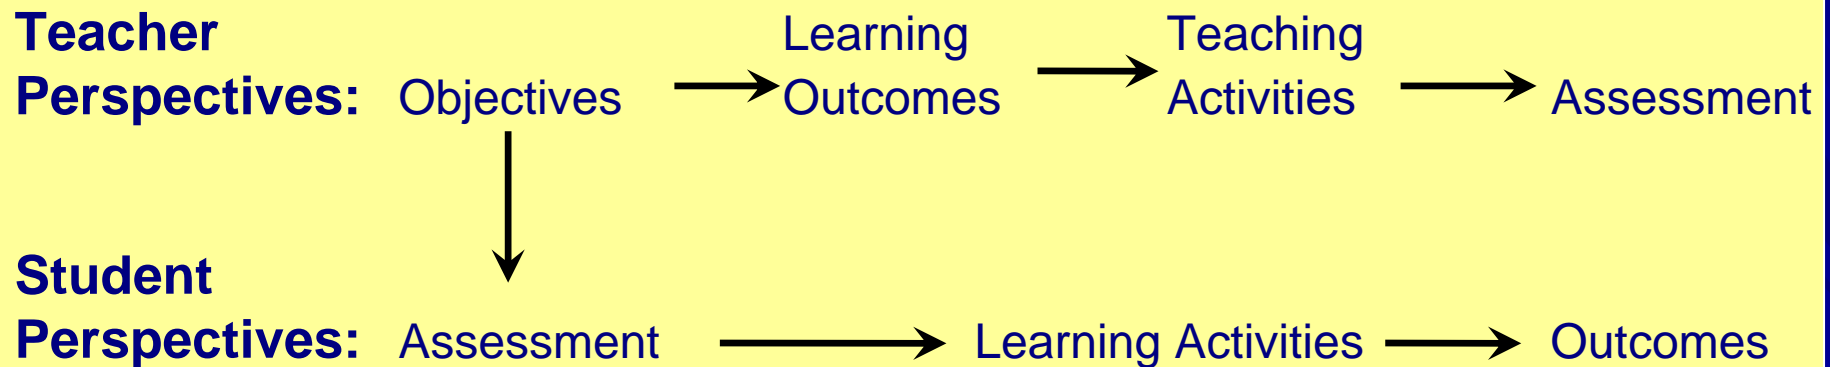 Teacher Learning Teaching
Perspectives: Objectives Outcomes Activities Assessment
Student
Perspectives: Assessment Learning Activities Outcomes